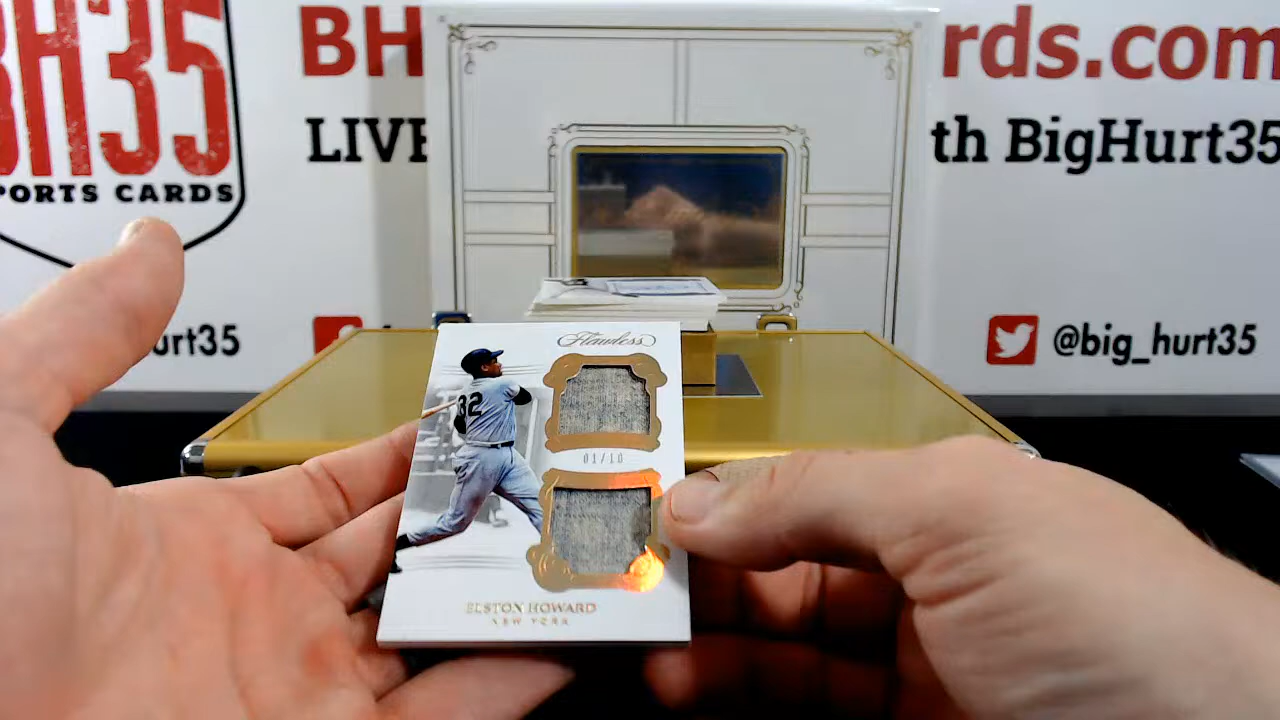 BH35
PORTS CARDS
BH
rds.com
LIVE
th BigHurt35
urt35
@big_hurt35
Flawless
32
01/10
ELSTON HOWARD
NEW YORK